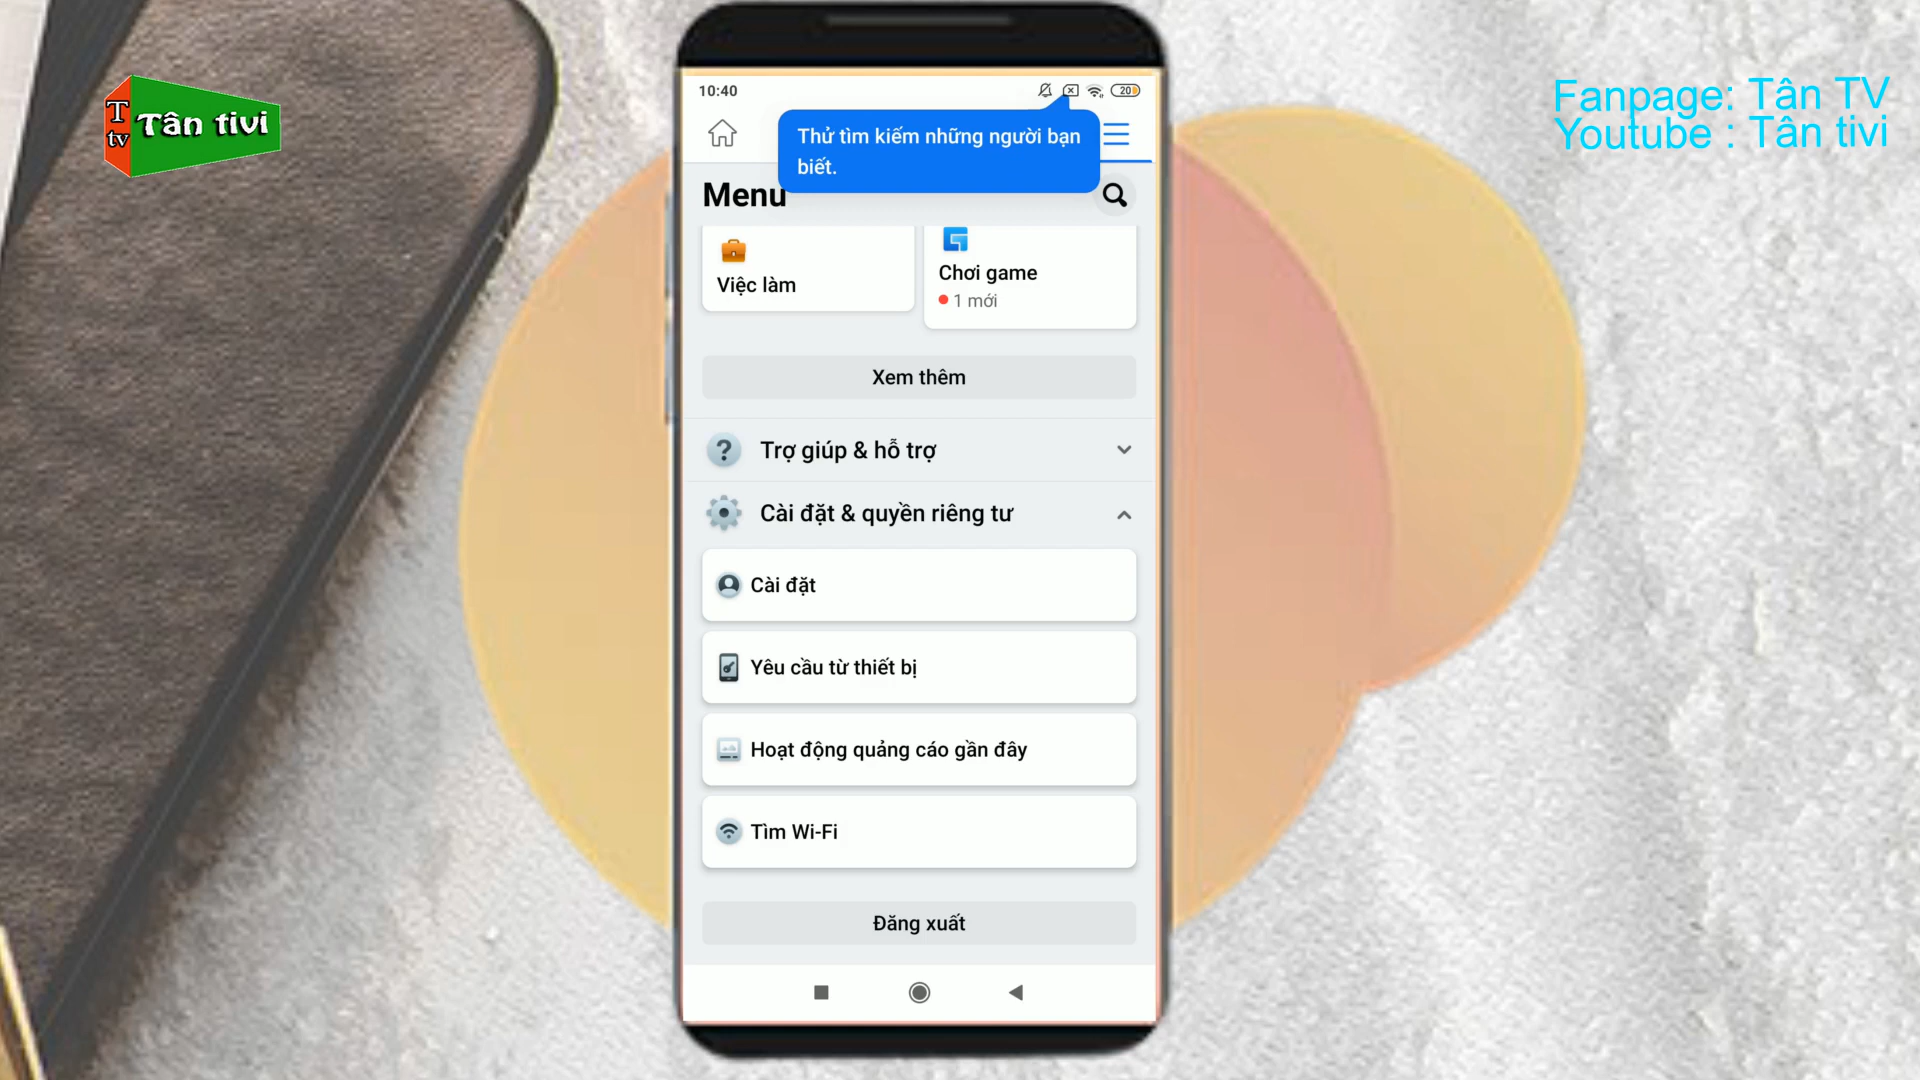 T
tv
Tân tivi
Fanpage: Tân TV
Youtube : Tân tivi
10:40
20
Thử tìm kiếm những người bạn
biết.
Menu
Việc làm
Chơi game
1 mới
Xem thêm
Trợ giúp & hỗ trợ
Cài đặt & quyền riêng tư
Cài đặt
Yêu cầu từ thiết bị
Hoạt động quảng cáo gần đây
Tìm Wi-Fi
Đăng xuất